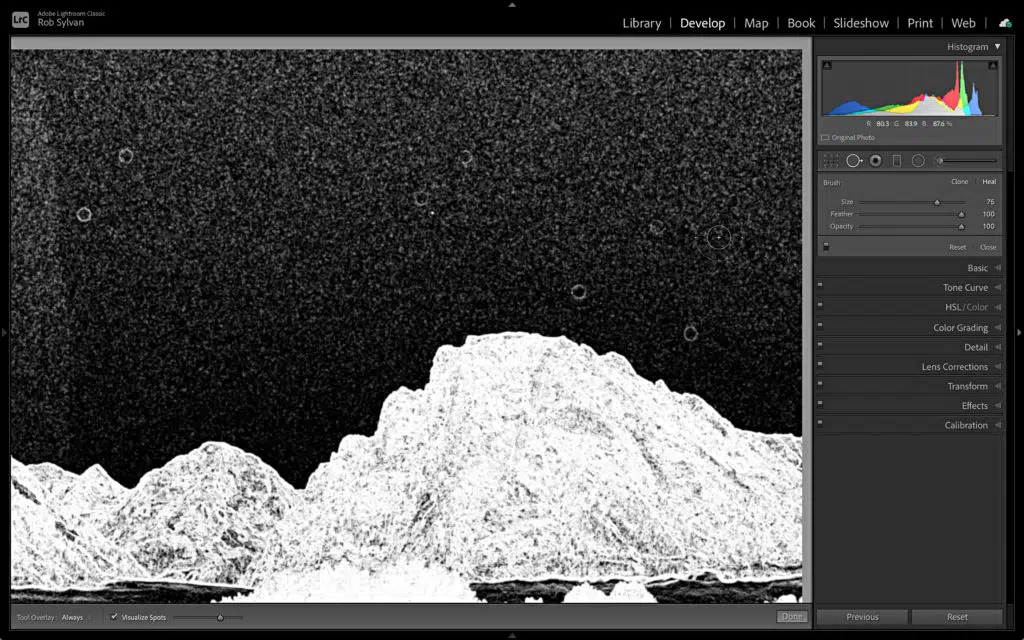 LrC
Adobe Lightroom Classic
Rob Sylvan
Library | Develop | Map | Book | Slideshow | Print | Web |
Histogram
R 80.3 G 83.9 B 87.6 %
Original Photo
Brush: Clone Heal
Size 75
Feather 100
Opacity 100
Reset Close
Basic
Tone Curve
HSL / Color
Color Grading
Detail
Lens Corrections
Transform
Effects
Calibration
Tool Overlay: Always Visualize Spots Done Previous Reset